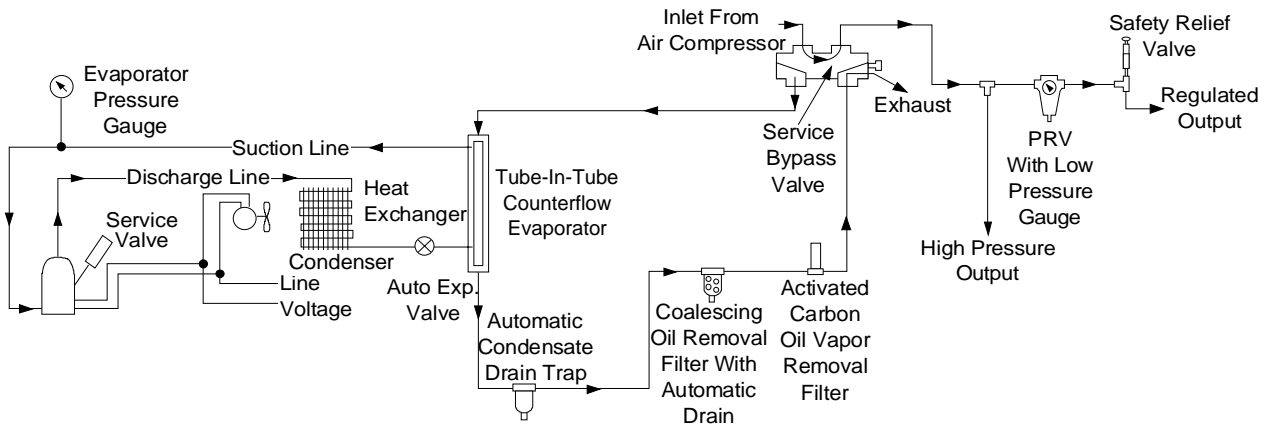 Inlet From
Air Compressor
Safety Relief
Valve
Evaporator
Pressure
Gauge
Exhaust
Regulated
Output
Service
Bypass
Valve
PRV
With Low
Pressure
Gauge
Suction Line
Discharge Line
Heat
Exchanger
Tube-In-Tube
Counterflow
Evaporator
Service
Valve
High Pressure
Output
Condenser
Line
Voltage
Auto Exp.
Valve
Automatic
Condensate
Drain Trap
Coalescing
Oil Removal
Filter With
Automatic
Drain
Activated
Carbon
Oil Vapor
Removal
Filter